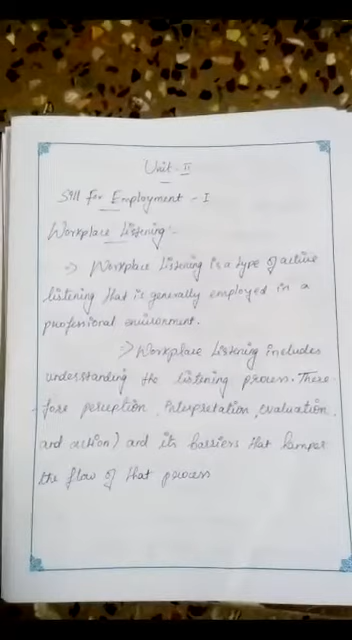 Unit - II
Skill For Employment - I
Workplace Listening:-
=> Workplace Listening is a type of active
listening that is generally employed in a
professional environment.
=> Workplace Listening includes
understanding the listening process. There
fore perception, interpretation, evaluation
and action) and its barriers that hamper
the flow of that process